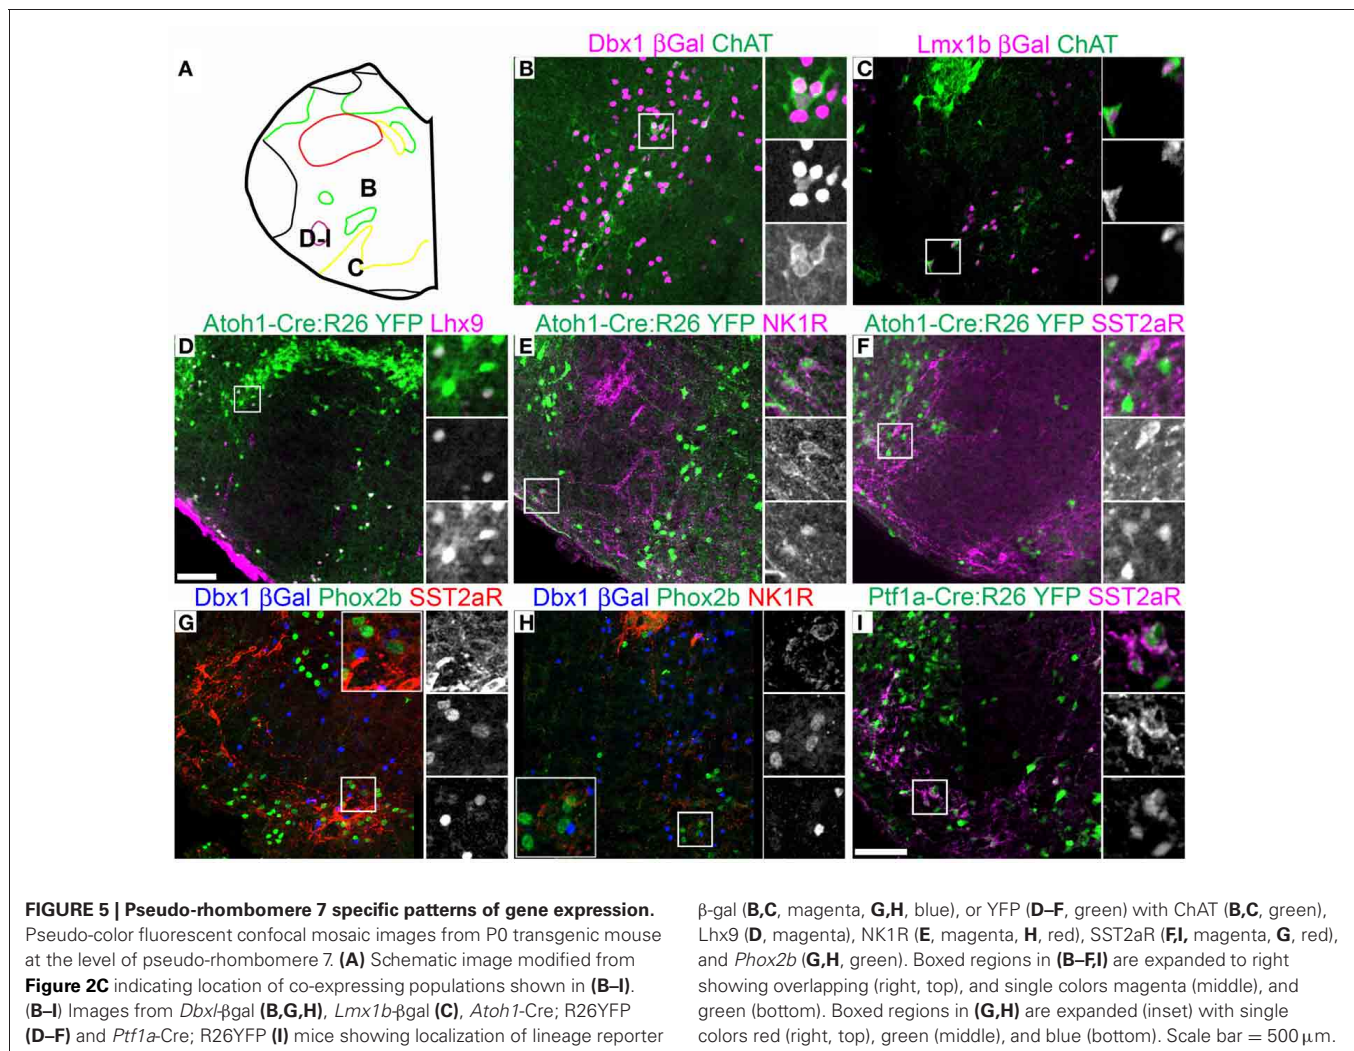 Dbx1 βGal ChAT
Lmx1b βGal ChAT
A
B
C
B
D-I
C
Atoh1-Cre:R26 YFP Lhx9
Atoh1-Cre:R26 YFP NK1R
Atoh1-Cre:R26 YFP SST2aR
D
E
F
Dbx1 βGal Phox2b SST2aR
Dbx1 βGal Phox2b NK1R
Ptf1a-Cre:R26 YFP SST2aR
G
H
I
FIGURE 5 | Pseudo-rhombomere 7 specific patterns of gene expression.
Pseudo-color fluorescent confocal mosaic images from P0 transgenic mouse
at the level of pseudo-rhombomere 7. (A) Schematic image modified from
Figure 2C indicating location of co-expressing populations shown in (B–I).
(B–I) Images from Dbxl-βgal (B,G,H), Lmx1b-βgal (C), Atoh1-Cre; R26YFP
(D–F) and Ptf1a-Cre; R26YFP (I) mice showing localization of lineage reporter
β-gal (B,C, magenta, G,H, blue), or YFP (D–F, green) with ChAT (B,C, green),
Lhx9 (D, magenta), NK1R (E, magenta, H, red), SST2aR (F,I, magenta, G, red),
and Phox2b (G,H, green). Boxed regions in (B–F,I) are expanded to right
showing overlapping (right, top), and single colors magenta (middle), and
green (bottom). Boxed regions in (G,H) are expanded (inset) with single
colors red (right, top), green (middle), and blue (bottom). Scale bar = 500 μm.